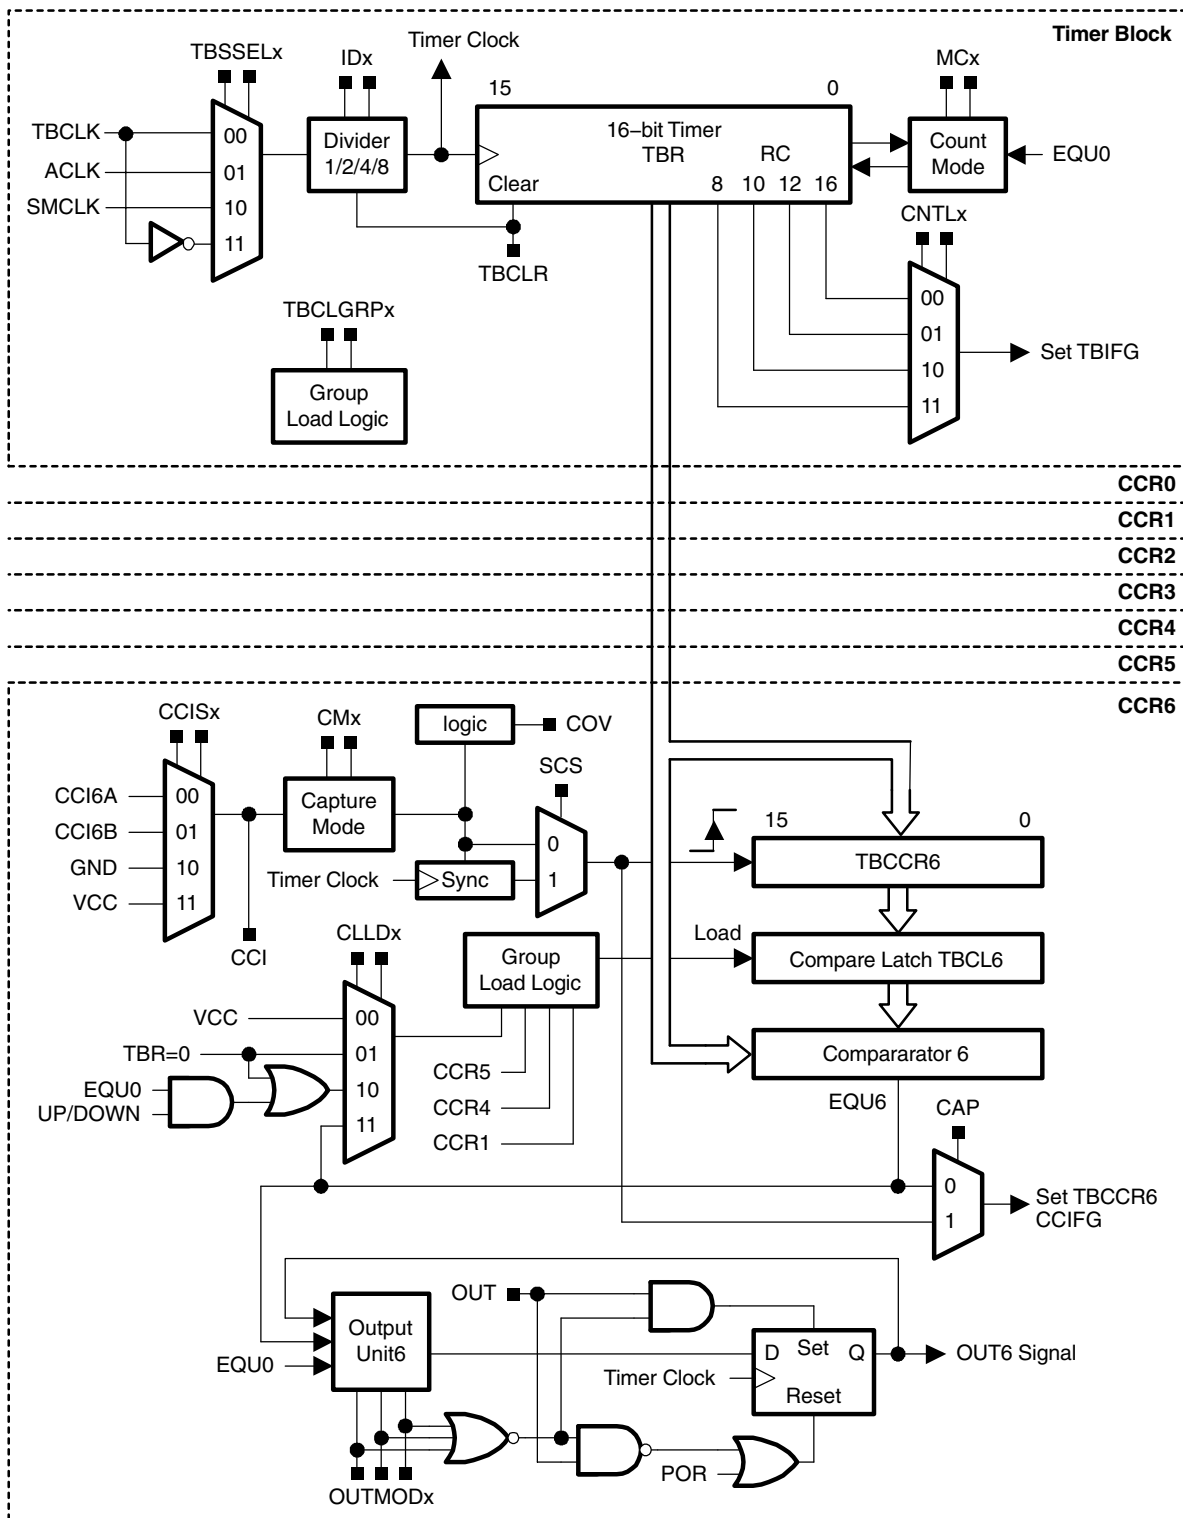 Timer Block
Timer Clock
TBSSELx
IDx
MCx
15
0
TBCLK
00
Divider
1/2/4/8
16−bit Timer
TBR
RC
Count
Mode
EQU0
ACLK
01
SMCLK
10
11
Clear
8
10
12
16
TBCLR
CNTLx
00
01
10
11
Set TBIFG
TBCLGRPx
Group
Load Logic
CCR0
CCR1
CCR2
CCR3
CCR4
CCR5
CCR6
CCISx
CMx
logic
COV
SCS
CCI6A
00
CCI6B
01
GND
10
VCC
11
Capture
Mode
0
1
Timer Clock
Sync
15
0
TBCCR6
CCI
CLLDx
Group
Load Logic
Load
Compare Latch TBCL6
VCC
00
TBR=0
01
EQU0
10
UP/DOWN
11
CCR5
CCR4
CCR1
Compararator 6
EQU6
CAP
0
1
Set TBCCR6
CCIFG
OUT
Output
Unit6
EQU0
D
Set
Q
OUT6 Signal
Timer Clock
Reset
POR
OUTMODx